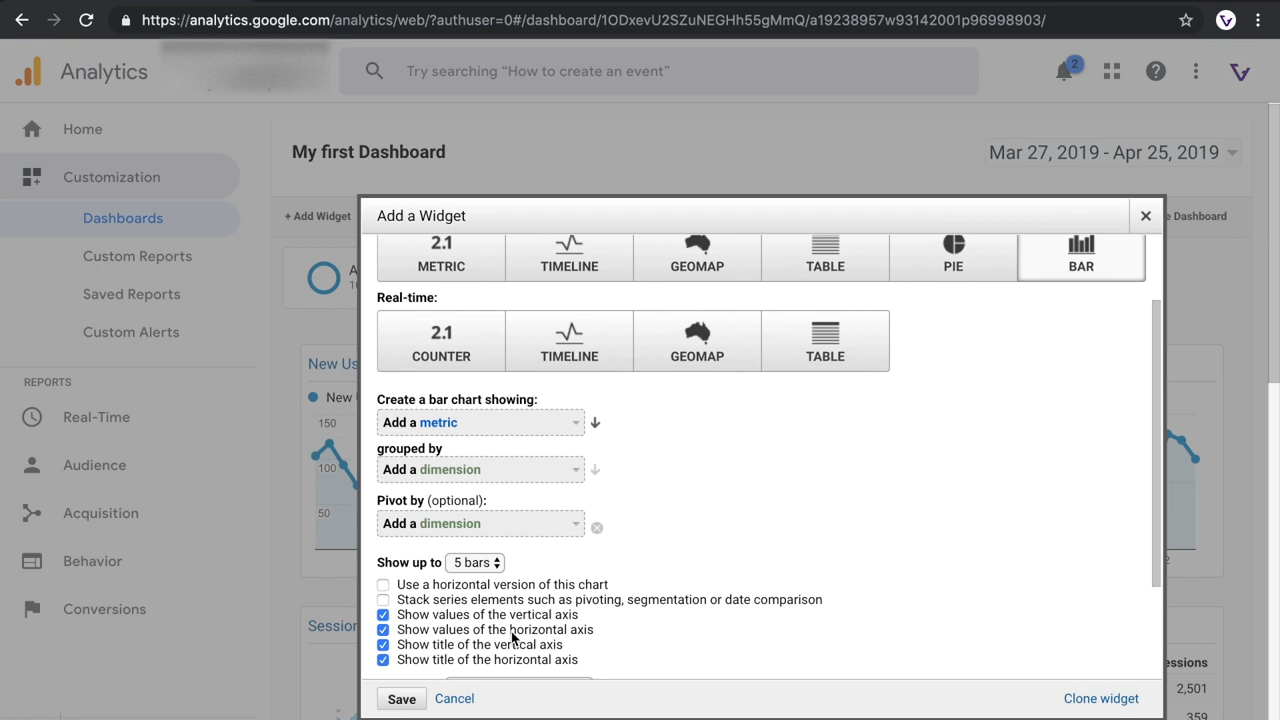 https://analytics.google.com/analytics/web/?authuser=0#/dashboard/1ODxevU2SZuNEGHh55gMmQ/a19238957w93142001p96998903/
Analytics
Try searching "How to create an event"
2
Home
My first Dashboard
Mar 27, 2019 - Apr 25, 2019
Customization
Dashboards
+ Add Widget
Add a Widget
Dashboard
Custom Reports
2.1
METRIC
TIMELINE
GEOMAP
TABLE
PIE
BAR
Saved Reports
Real-time:
Custom Alerts
2.1
COUNTER
TIMELINE
GEOMAP
TABLE
REPORTS
New Us
New
Real-Time
Create a bar chart showing:
150
Add a metric
grouped by
Audience
100
Add a dimension
Pivot by (optional):
Acquisition
50
Add a dimension
Behavior
Show up to 5 bars
Use a horizontal version of this chart
Stack series elements such as pivoting, segmentation or date comparison
Conversions
Show values of the vertical axis
Session
Show values of the horizontal axis
Show title of the vertical axis
Show title of the horizontal axis
essions
2,501
Save
Cancel
Clone widget
359